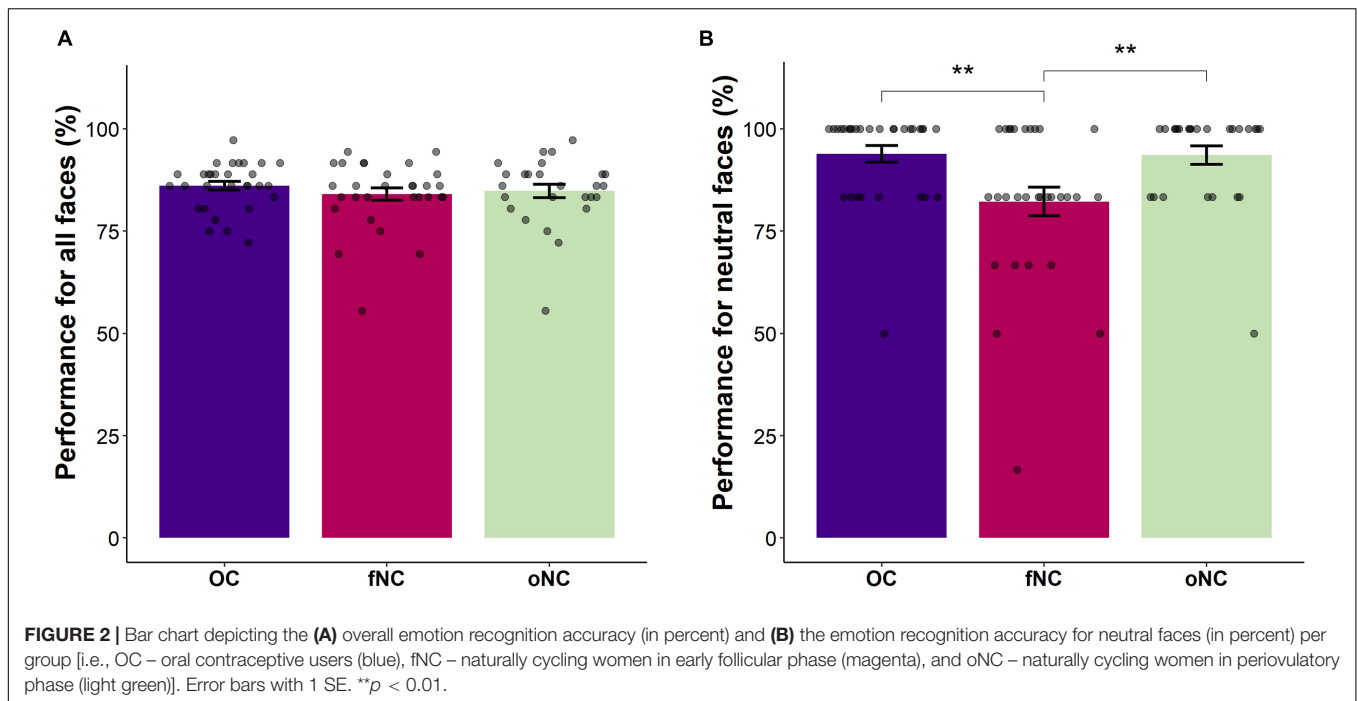 A
Performance for all faces (%)
100
75
50
25
0
OC fNC oNC
B
Performance for neutral faces (%)
** **
100
75
50
25
0
OC fNC oNC
FIGURE 2 | Bar chart depicting the (A) overall emotion recognition accuracy (in percent) and (B) the emotion recognition accuracy for neutral faces (in percent) per
group [i.e., OC – oral contraceptive users (blue), fNC – naturally cycling women in early follicular phase (magenta), and oNC – naturally cycling women in periovulatory
phase (light green)]. Error bars with 1 SE. **p < 0.01.